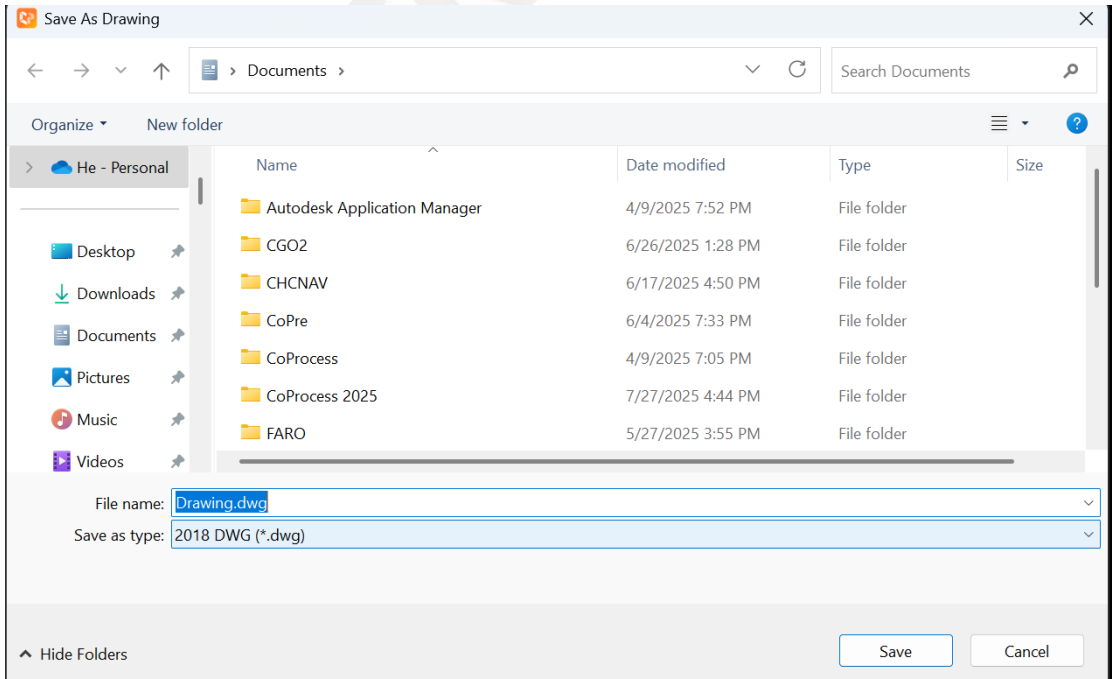 Save As Drawing
Documents
Search Documents
Organize
New folder
He - Personal
Name
Date modified
Type
Size
Autodesk Application Manager 4/9/2025 7:52 PM File folder
Desktop
CGO2 6/26/2025 1:28 PM File folder
Downloads
CHCNAV 6/17/2025 4:50 PM File folder
Documents
CoPre 6/4/2025 7:33 PM File folder
Pictures
CoProcess 4/9/2025 7:05 PM File folder
Music
CoProcess 2025 7/27/2025 4:44 PM File folder
Videos
FARO 5/27/2025 3:55 PM File folder
File name: Drawing.dwg
Save as type: 2018 DWG (*.dwg)
Hide Folders
Save
Cancel